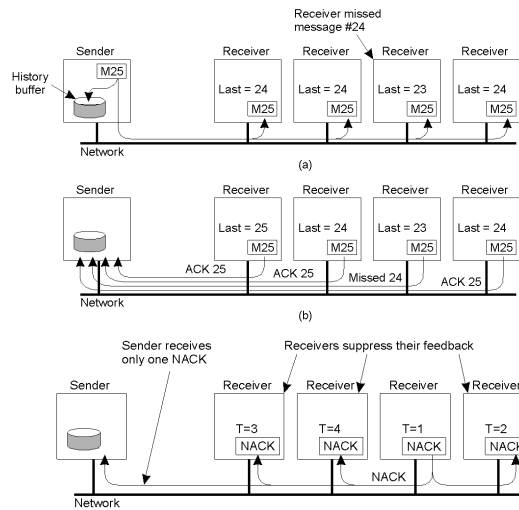 Receiver missed
message #24
Sender
Receiver
Receiver
Receiver
Receiver
M25
History
buffer
Last = 24
Last = 24
Last = 23
Last = 24
M25
M25
M25
M25
Network
(a)
Sender
Receiver
Receiver
Receiver
Receiver
Last = 25
Last = 24
Last = 23
Last = 24
M25
M25
M25
M25
ACK 25
ACK 25
Missed 24
ACK 25
Network
(b)
Sender receives
only one NACK
Receivers suppress their feedback
Sender
Receiver
Receiver
Receiver
Receiver
T=3
T=4
T=1
T=2
NACK
NACK
NACK
NACK
NACK
Network